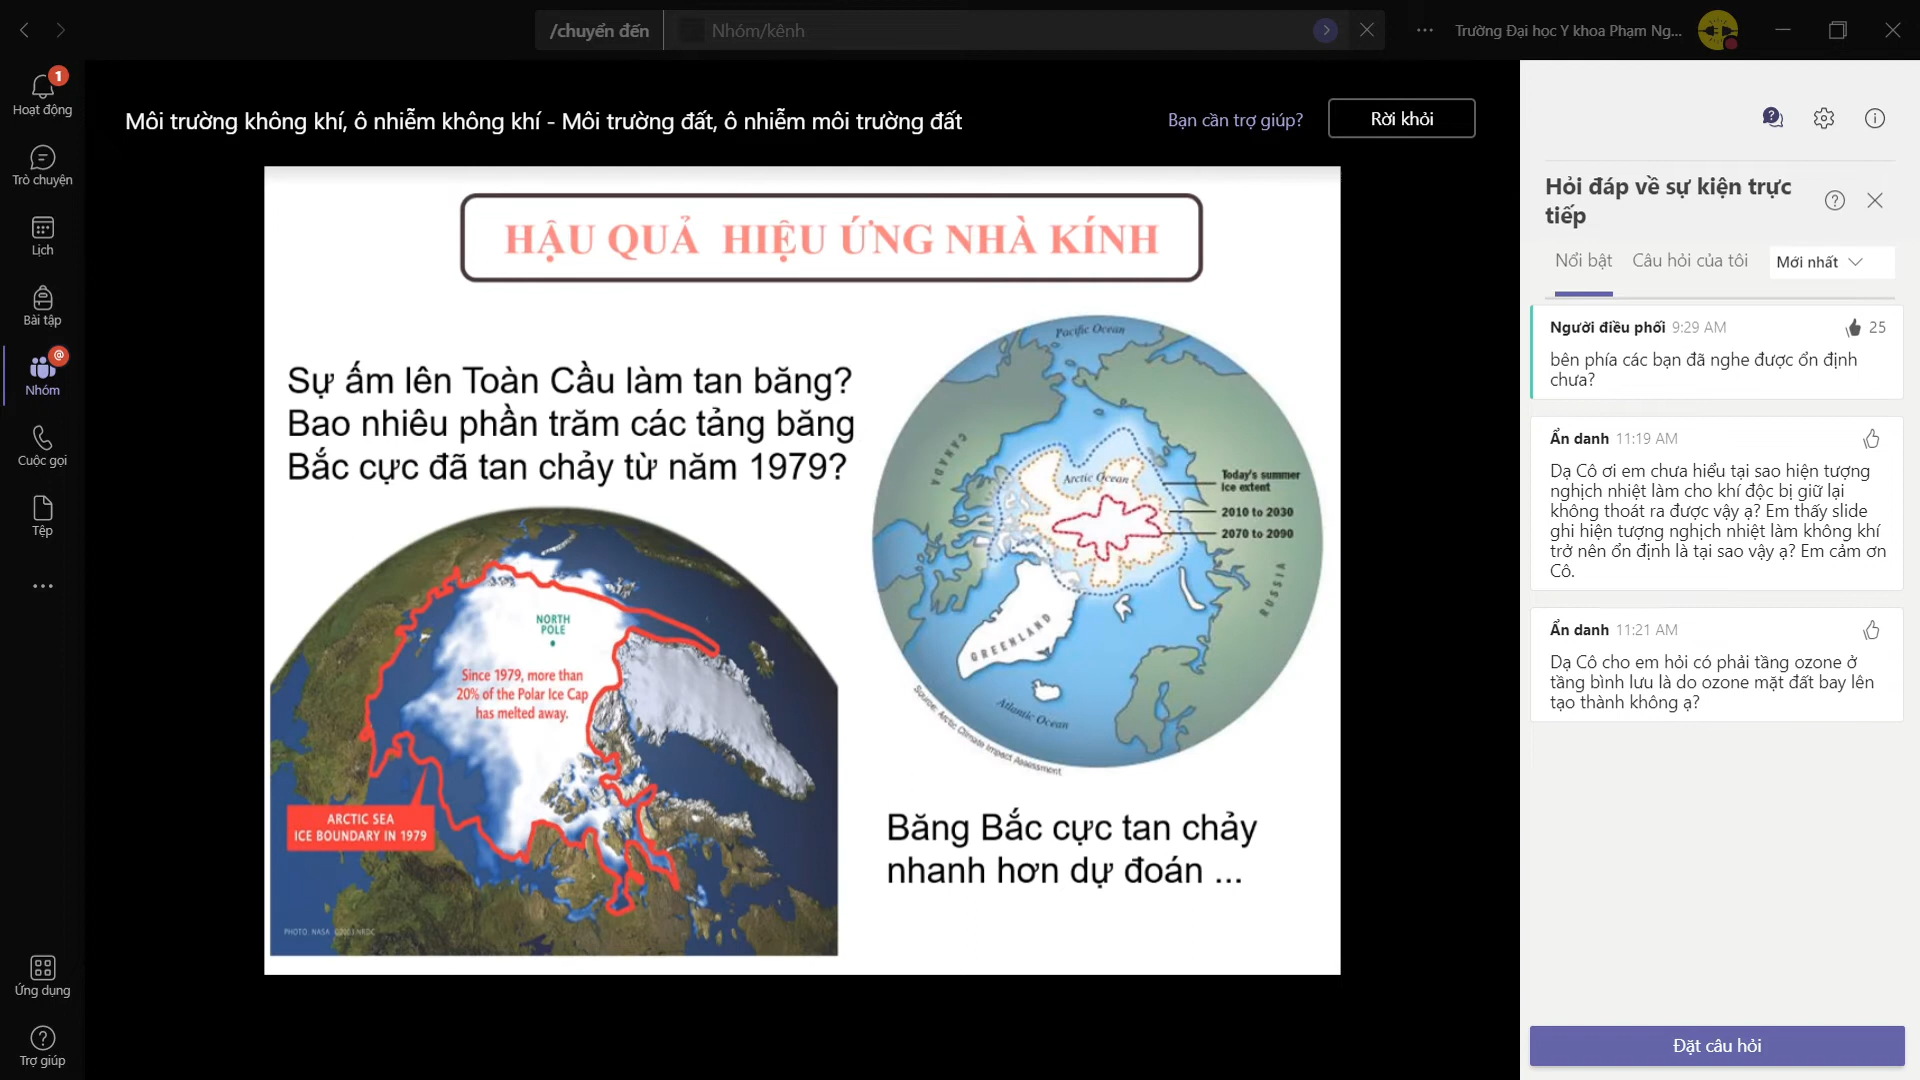 /chuyển đến
Nhóm/kênh
Trường Đại học Y khoa Phạm Ng...
1
Hoạt động
Trò chuyện
Lịch
Bài tập
@
Nhóm
Cuộc gọi
Tệp
Ứng dụng
Trợ giúp
Môi trường không khí, ô nhiễm không khí - Môi trường đất, ô nhiễm môi trường đất
Bạn cần trợ giúp?
Rời khỏi
HẬU QUẢ HIỆU ỨNG NHÀ KÍNH
Sự ấm lên Toàn Cầu làm tan băng?
Bao nhiêu phần trăm các tảng băng
Bắc cực đã tan chảy từ năm 1979?
NORTH
POLE
Since 1979, more than
20% of the Polar Ice Cap
has melted away.
ARCTIC SEA
ICE BOUNDARY IN 1979
PHOTO NASA ©2003 NRDC
Pacific Ocean
CANADA
Arctic Ocean
Today's summer
ice extent
2010 to 2030
2070 to 2090
RUSSIA
GREENLAND
Atlantic Ocean
Source: Arctic Climate Impact Assessment
Băng Bắc cực tan chảy
nhanh hơn dự đoán ...
Hỏi đáp về sự kiện trực
tiếp
Nổi bật
Câu hỏi của tôi
Mới nhất
Người điều phối 9:29 AM
25
bên phía các bạn đã nghe được ổn định
chưa?
Ẩn danh 11:19 AM
Dạ Cô ơi em chưa hiểu tại sao hiện tượng
nghịch nhiệt làm cho khí độc bị giữ lại
không thoát ra được vậy ạ? Em thấy slide
ghi hiện tượng nghịch nhiệt làm không khí
trở nên ổn định là tại sao vậy ạ? Em cảm ơn
Cô.
Ẩn danh 11:21 AM
Dạ Cô cho em hỏi có phải tầng ozone ở
tầng bình lưu là do ozone mặt đất bay lên
tạo thành không ạ?
Đặt câu hỏi